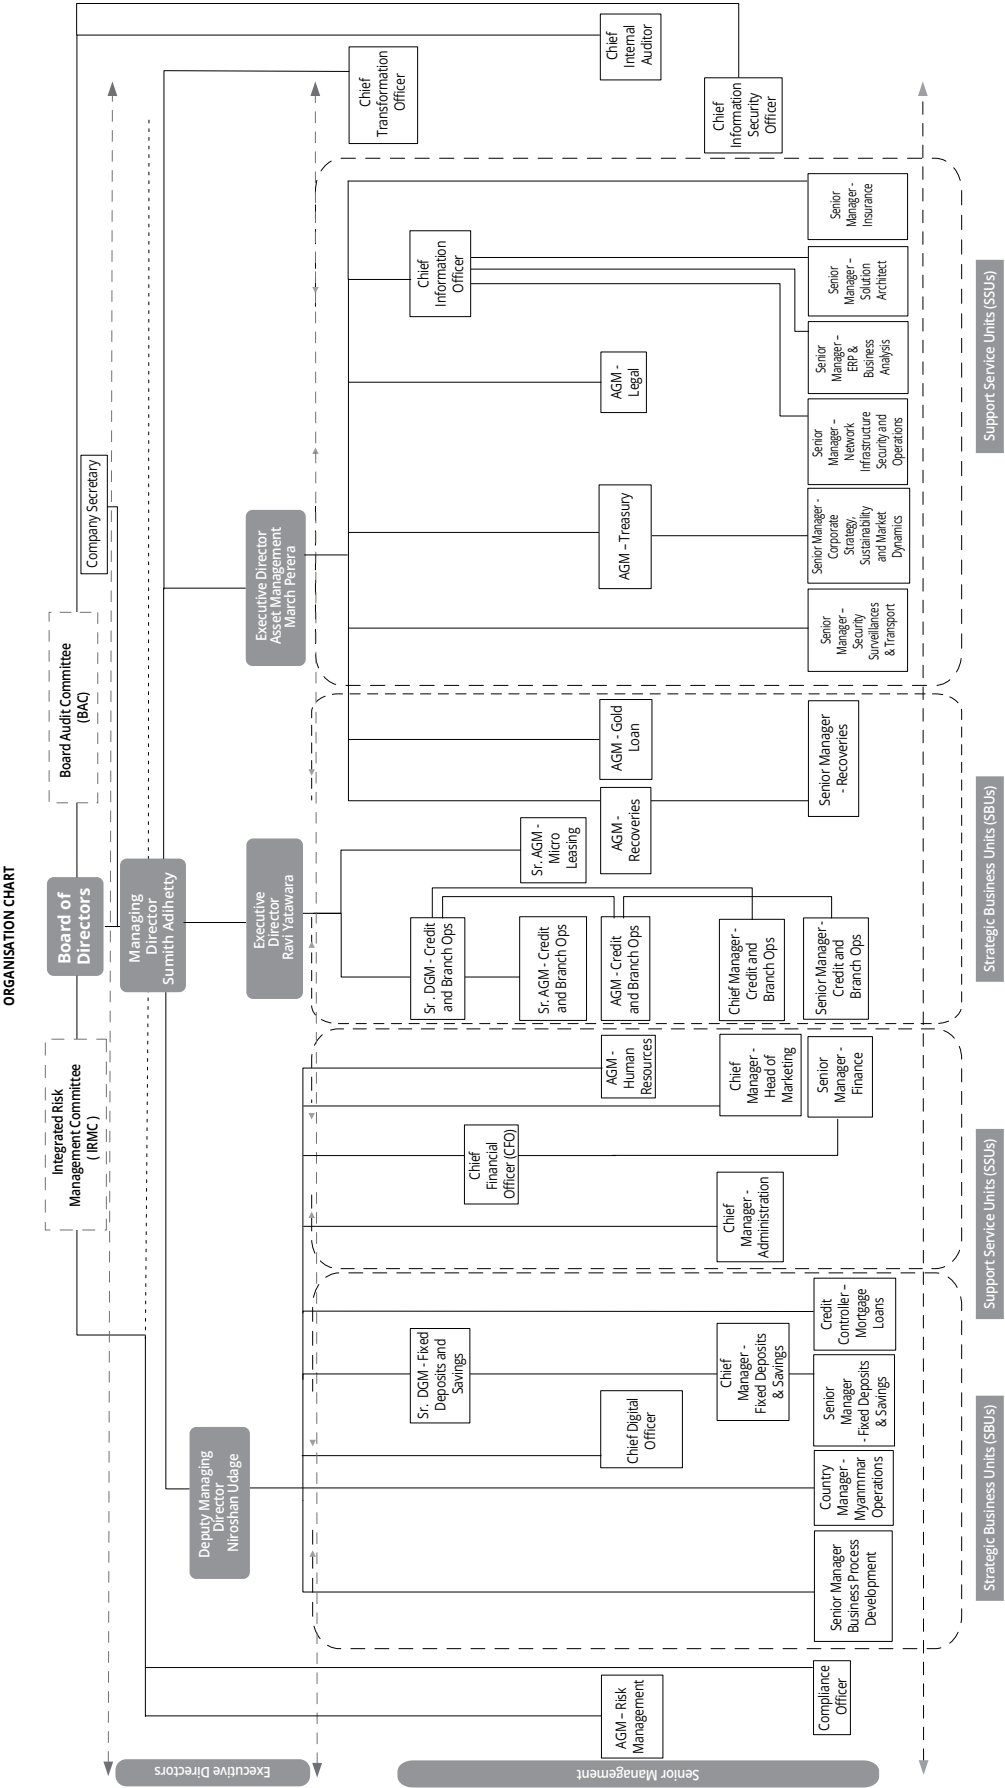 ORGANISATION CHART
Integrated Risk
Management Committee
( IRMC )
Board of
Directors
Board Audit Committee
(BAC)
Company Secretary
Managing
Director
Sumith Adihetty
Deputy Managing
Director
Niroshan Udage
Executive
Director
Ravi Yatawara
Executive Director
Asset Management
March Perera
Chief
Transformation
Officer
Chief
Internal
Auditor
Chief
Information
Security
Officer
Sr. DGM - Fixed
Deposits and
Savings
Chief
Financial
Officer (CFO)
Sr . DGM - Credit
and Branch Ops
Sr. AGM - Credit
and Branch Ops
Sr. AGM -
Micro
Leasing
Chief
Information
Officer
AGM – Risk
Management
Chief Digital
Officer
AGM -
Human
Resources
AGM - Credit
and Branch Ops
AGM -
Recoveries
AGM - Gold
Loan
AGM – Treasury
AGM -
Legal
Chief
Manager -
Fixed Deposits
& Savings
Chief
Manager -
Administration
Chief
Manager -
Head of
Marketing
Chief Manager -
Credit and
Branch Ops
Compliance
Officer
Senior Manager
Business Process
Development
Country
Manager -
Myanmmar
Operations
Senior
Manager
- Fixed Deposits
& Savings
Credit
Controller –
Mortgage
Loans
Senior
Manager-
Finance
Senior Manager -
Credit and
Branch Ops
Senior Manager
- Recoveries
Senior
Manager–
Security
Surveillances
& Transport
Senior Manager -
Corporate
Strategy,
Sustainability
and Market
Dynamics
Senior
Manager –
Network
Infrastructure
Security and
Operations
Senior
Manager –
ERP &
Business
Analysis
Senior
Manager–
Solution
Architect
Senior
Manager-
Insurance
Executive Directors
Senior Management
Strategic Business Units (SBUs)
Support Service Units (SSUs)
Strategic Business Units (SBUs)
Support Service Units (SSUs)